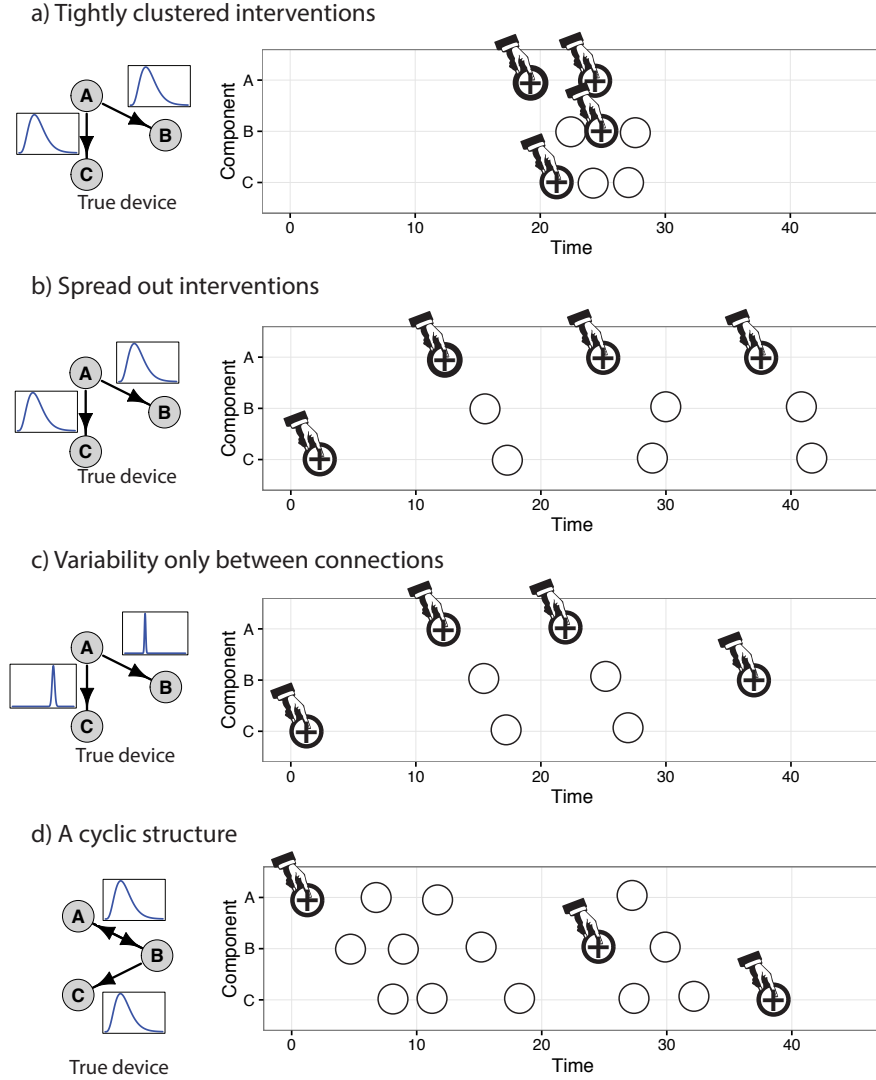 a) Tightly clustered interventions
A
B
C
True device
Component
A
B
C
0 10 20 30 40
Time
b) Spread out interventions
A
B
C
True device
Component
A
B
C
0 10 20 30 40
Time
c) Variability only between connections
A
B
C
True device
Component
A
B
C
0 10 20 30 40
Time
d) A cyclic structure
A
B
C
True device
Component
A
B
C
0 10 20 30 40
Time